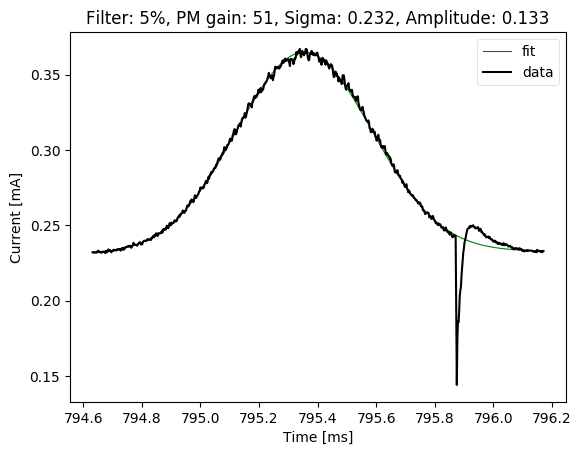 Filter: 5%, PM gain: 51, Sigma: 0.232, Amplitude: 0.133
fit
data
0.35
0.30
0.25
0.20
0.15
Current [mA]
794.6 794.8 795.0 795.2 795.4 795.6 795.8 796.0 796.2
Time [ms]